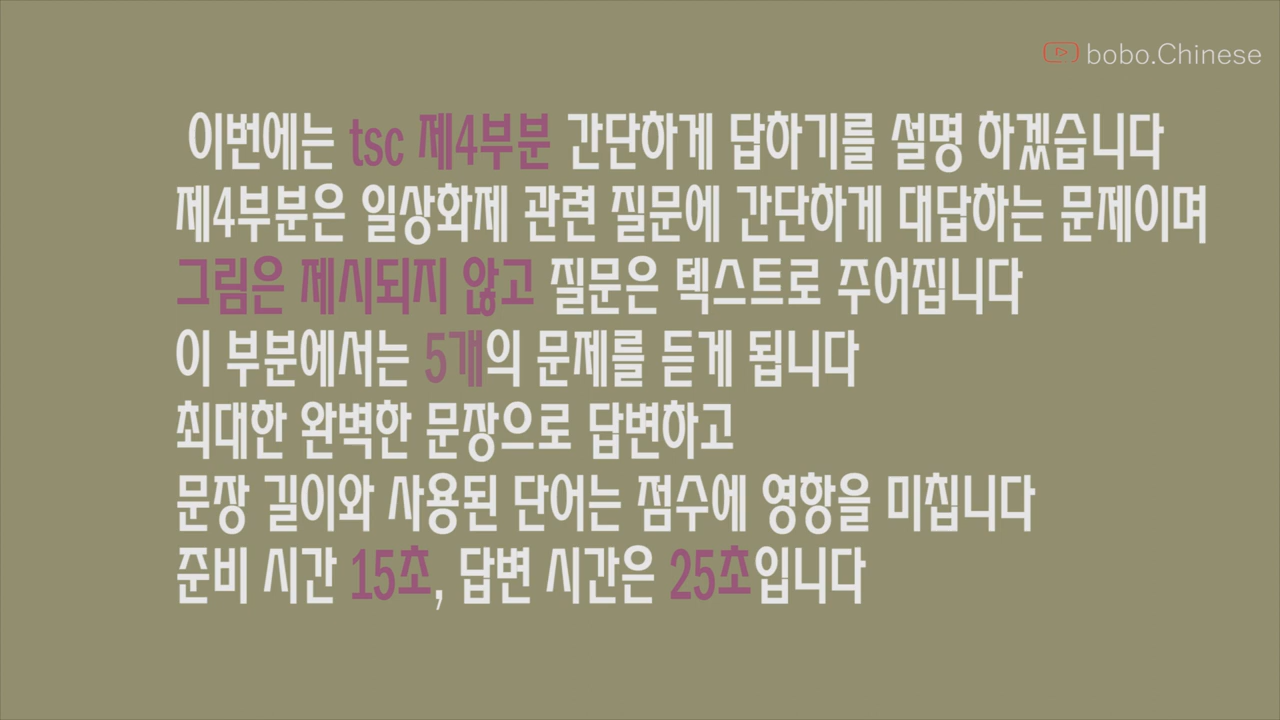 bobo.Chinese
이번에는 tsc 제4부분 간단하게 답하기를 설명 하겠습니다
제4부분은 일상화제 관련 질문에 간단하게 대답하는 문제이며
그림은 제시되지 않고 질문은 텍스트로 주어집니다
이 부분에서는 5개의 문제를 듣게 됩니다
최대한 완벽한 문장으로 답변하고
문장 길이와 사용된 단어는 점수에 영향을 미칩니다
준비 시간 15초, 답변 시간은 25초입니다